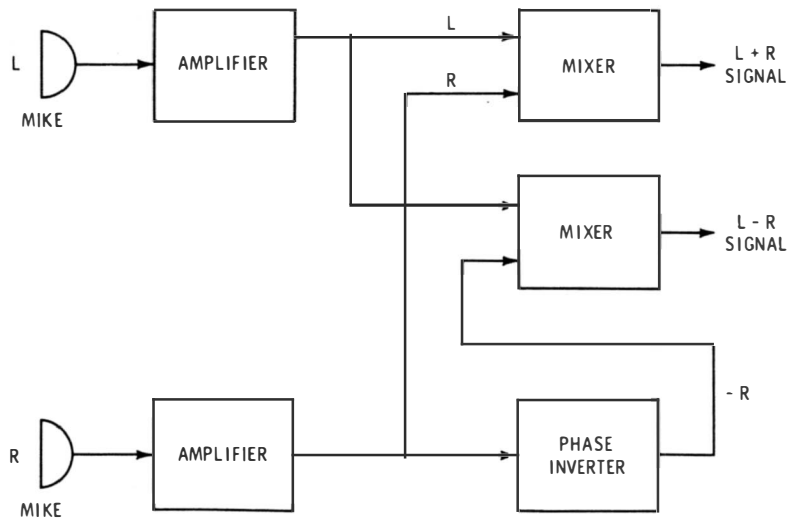 L
MIKE
AMPLIFIER
L
R
MIXER
L + R
SIGNAL
MIXER
L - R
SIGNAL
R
MIKE
AMPLIFIER
PHASE
INVERTER
- R